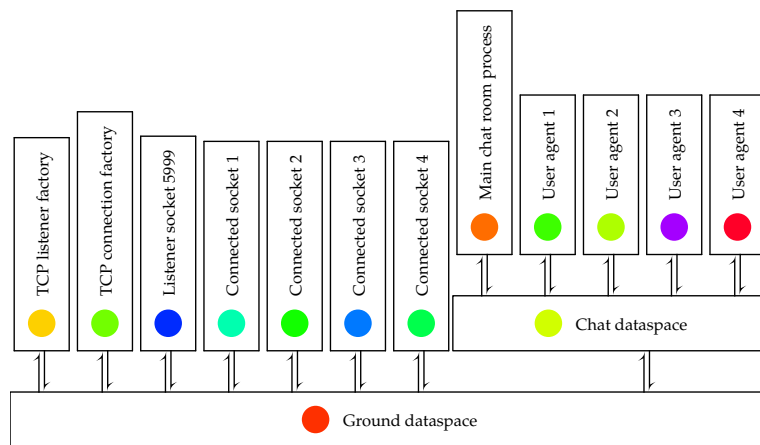 TCP listener factory
TCP connection factory
Listener socket 5999
Connected socket 1
Connected socket 2
Connected socket 3
Connected socket 4
Main chat room process
User agent 1
User agent 2
User agent 3
User agent 4
Chat dataspace
Ground dataspace